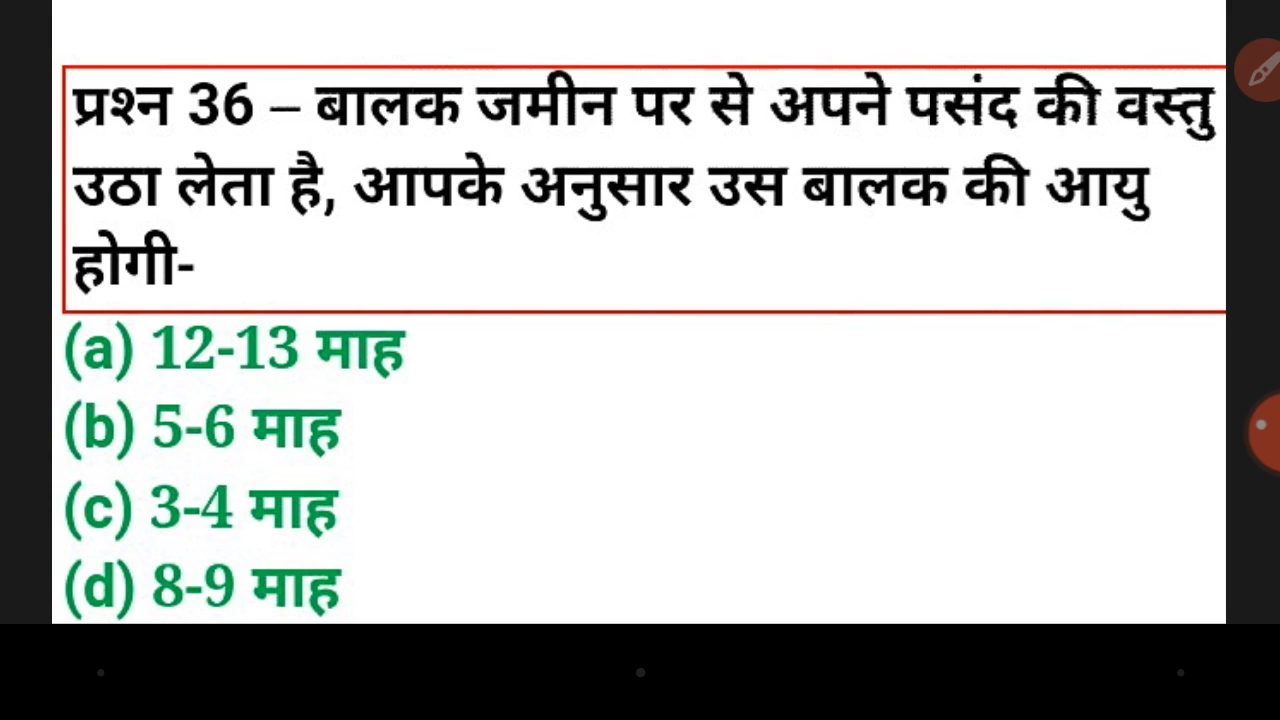 प्रश्न 36 – बालक जमीन पर से अपने पसंद की वस्तु
उठा लेता है, आपके अनुसार उस बालक की आयु
होगी-
(a) 12-13 माह
(b) 5-6 माह
(c) 3-4 माह
(d) 8-9 माह